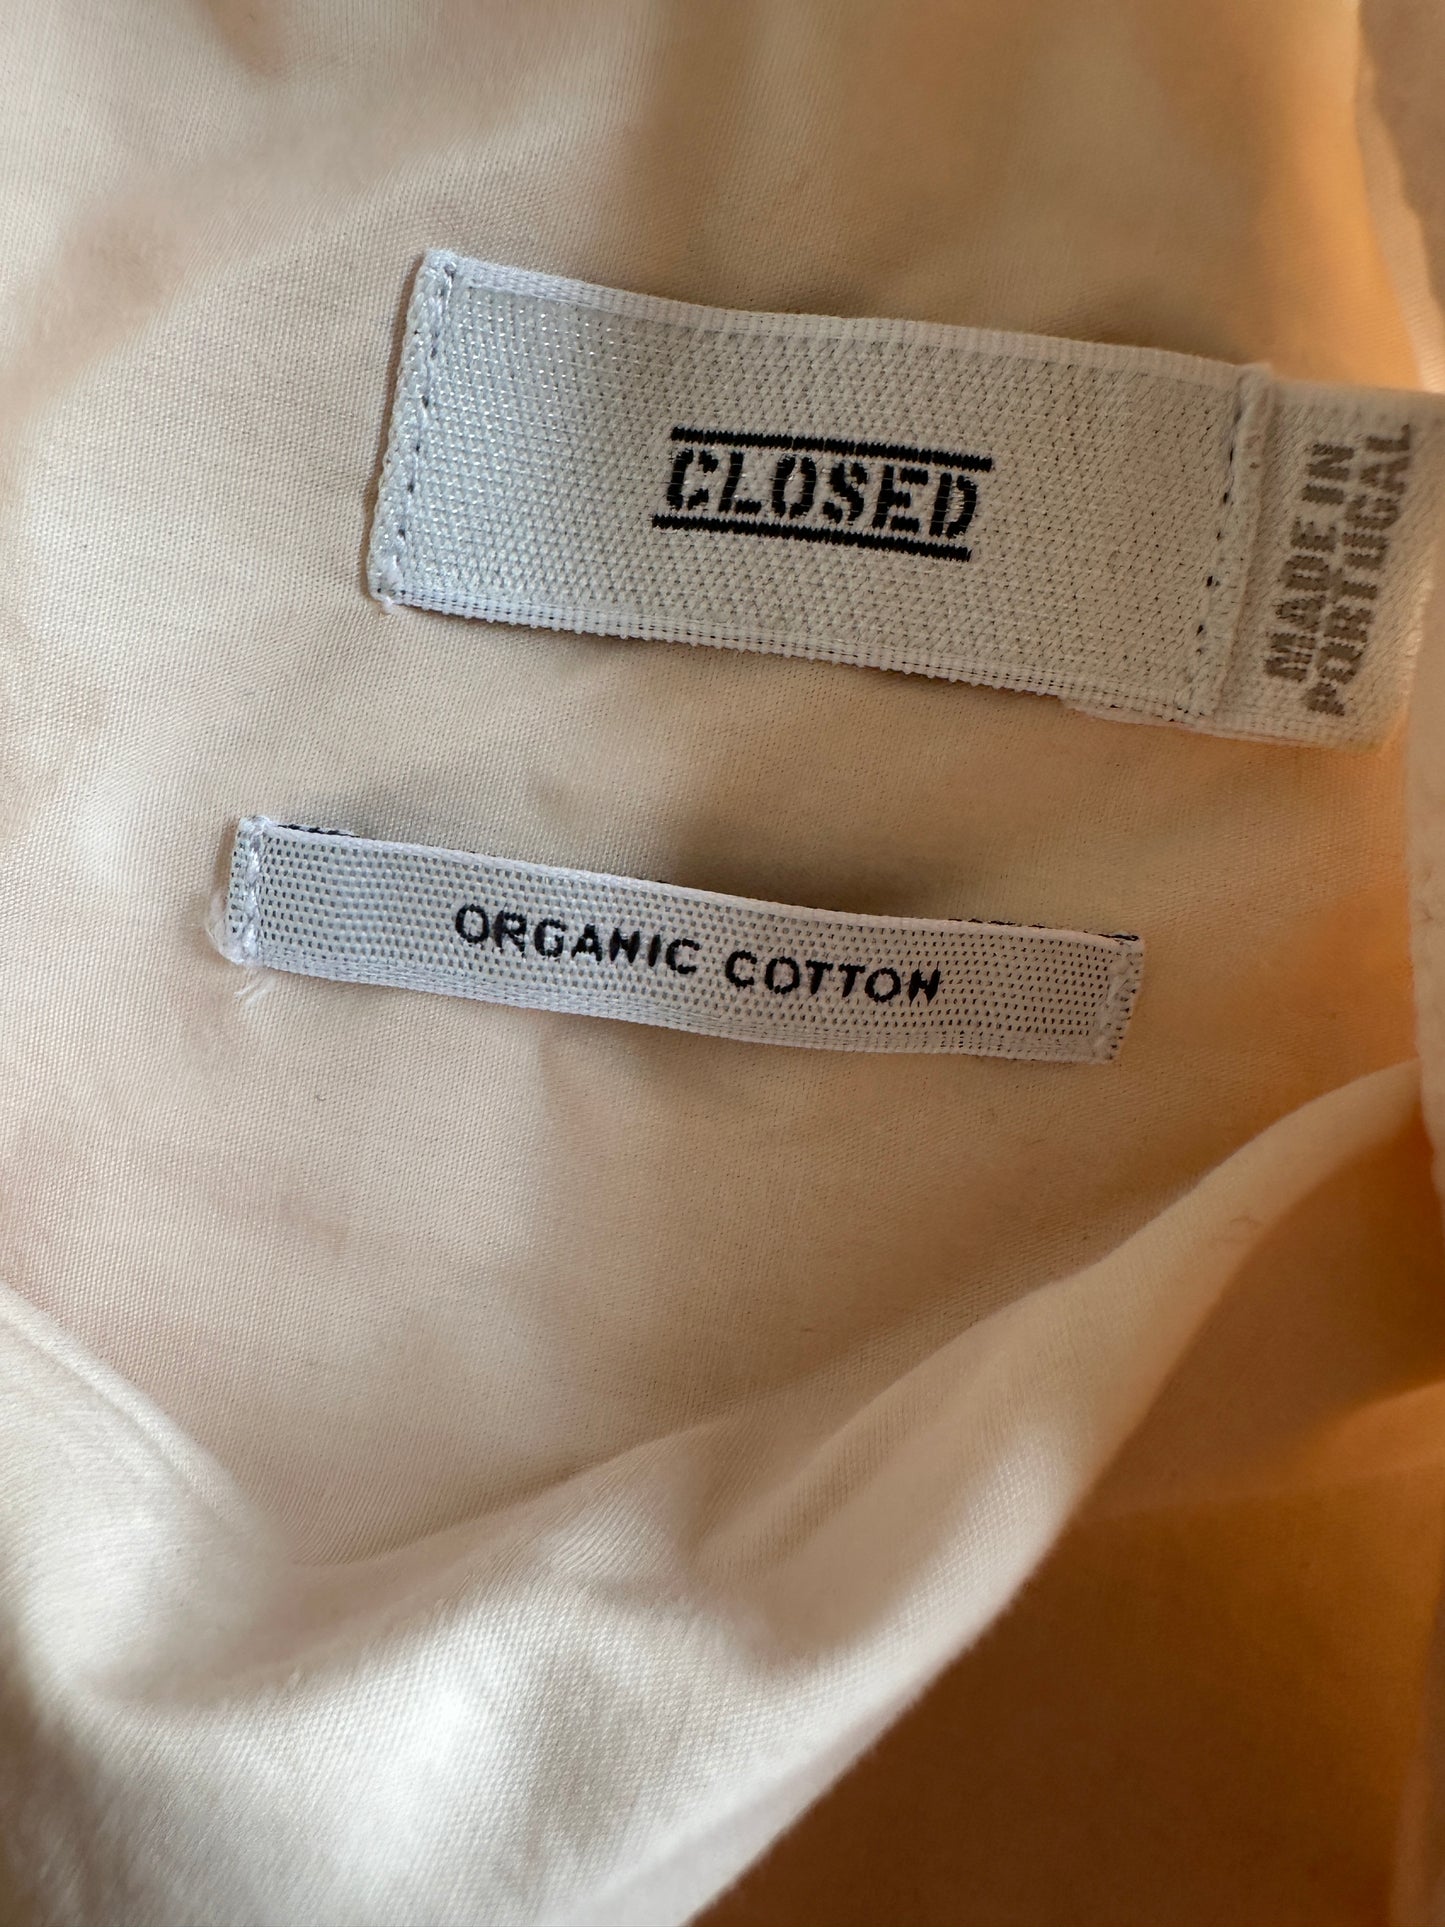 CLOSED
MADE IN
PORTUGAL
ORGANIC COTTON